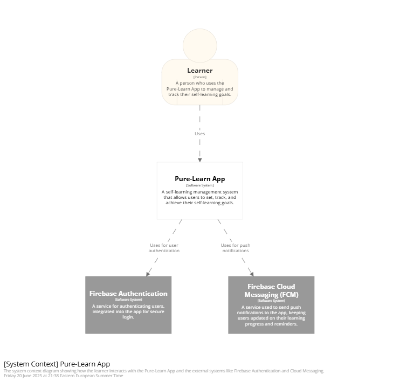 Learner
[Person]
A person who uses the
Pure-Learn App to manage and
track their self-learning goals.
Uses
Pure-Learn App
[Software System]
A self-learning management system
that allows users to set, track, and
achieve their self-learning goals.
Uses for user
authentication
Uses for push
notifications
Firebase Authentication
[Software System]
A service for authenticating users,
integrated into the app for secure
login.
Firebase Cloud
Messaging (FCM)
[Software System]
A service used to send push
notifications to the app, keeping
users updated on their learning
progress and reminders.
[System Context] Pure-Learn App
The system context diagram showing how the learner interacts with the Pure-Learn App and the external systems like Firebase Authentication and Cloud Messaging.
Eastern European Summer Time